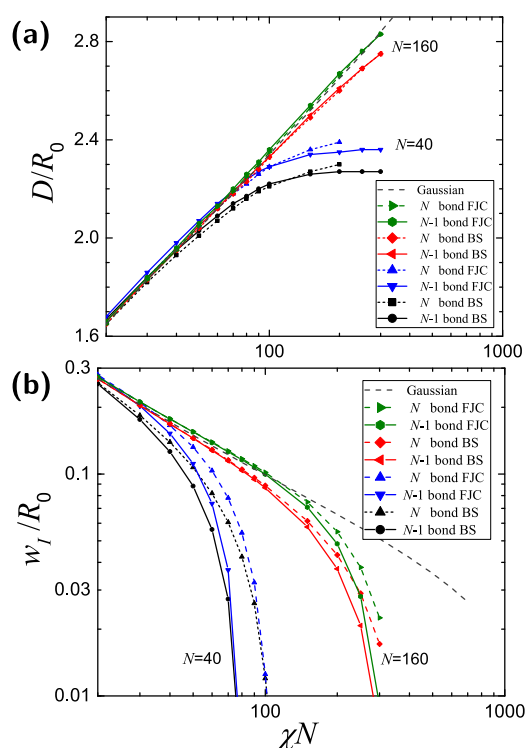 (a)
D/R₀
2.8
2.4
2.0
1.6
N=160
N=40
Gaussian
N bond FJC
N-1 bond FJC
N bond BS
N-1 bond BS
N bond FJC
N-1 bond FJC
N bond BS
N-1 bond BS
100
1000
(b)
w_I/R₀
0.3
0.1
0.03
0.01
Gaussian
N bond FJC
N-1 bond FJC
N bond BS
N-1 bond BS
N bond FJC
N-1 bond FJC
N bond BS
N-1 bond BS
N=40
N=160
100
1000
χN